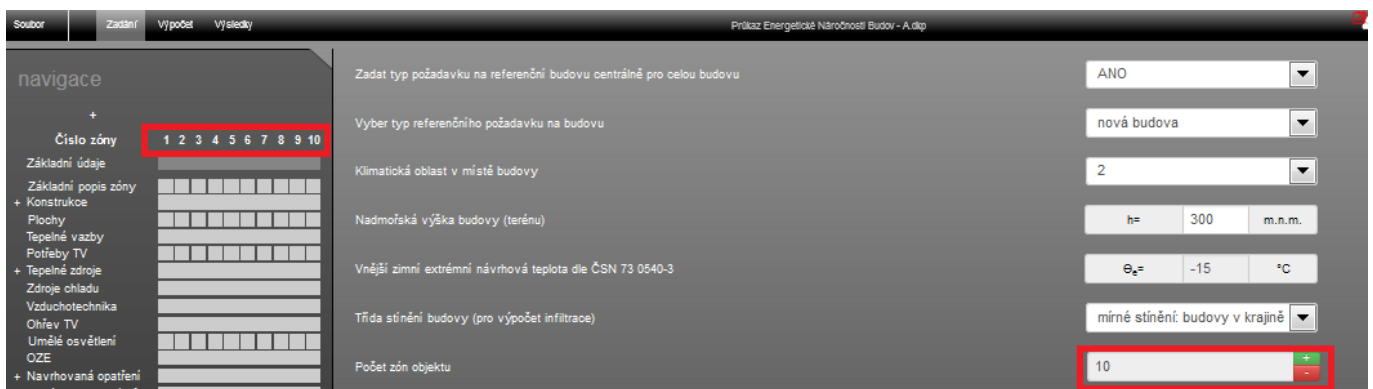 Soubor Zadání Výpočet Výsledky Průkaz Energetické Náročnosti Budov - A.dkp
navigace
+
Číslo zóny 1 2 3 4 5 6 7 8 9 10
Základní údaje
Základní popis zóny
+ Konstrukce
Plochy
Tepelné vazby
Potřeby TV
+ Tepelné zdroje
Zdroje chladu
Vzduchotechnika
Ohřev TV
Umělé osvětlení
OZE
+ Navrhovaná opatření
Zadat typ požadavku na referenční budovu centrálně pro celou budovu ANO
Vyber typ referenčního požadavku na budovu nová budova
Klimatická oblast v místě budovy 2
Nadmořská výška budovy (terénu) h= 300 m.n.m.
Vnější zimní extrémní návrhová teplota dle ČSN 73 0540-3 Θe= -15 °C
Třída stínění budovy (pro výpočet infiltrace) mírné stínění: budovy v krajině
Počet zón objektu 10 + -